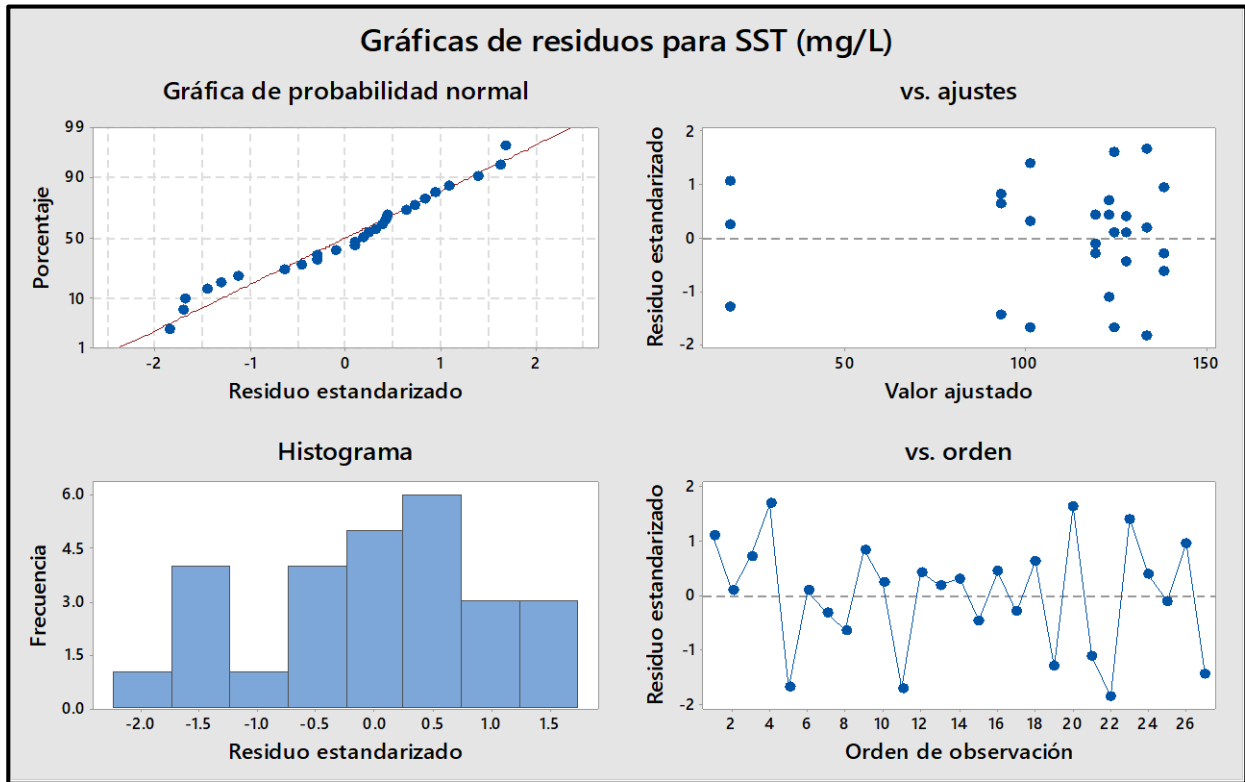 Gráficas de residuos para SST (mg/L)
Gráfica de probabilidad normal
99
90
50
10
1
Porcentaje
-2 -1 0 1 2
Residuo estandarizado
vs. ajustes
2
1
0
-1
-2
Residuo estandarizado
50 100 150
Valor ajustado
Histograma
6.0
4.5
3.0
1.5
0.0
Frecuencia
-2.0 -1.5 -1.0 -0.5 0.0 0.5 1.0 1.5
Residuo estandarizado
vs. orden
2
1
0
-1
-2
Residuo estandarizado
2 4 6 8 10 12 14 16 18 20 22 24 26
Orden de observación